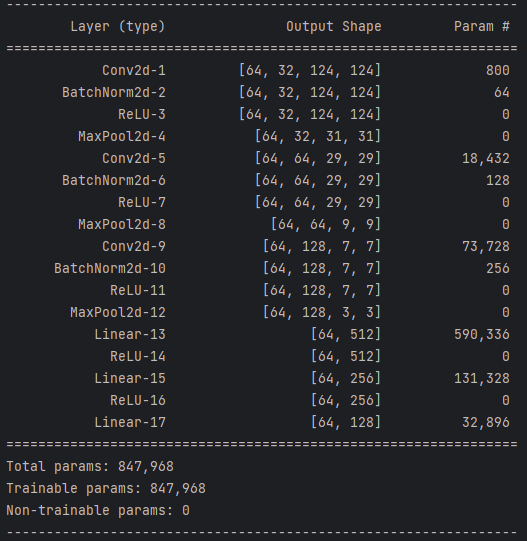 ----------------------------------------------------------------
Layer (type) Output Shape Param #
================================================================
Conv2d-1 [64, 32, 124, 124] 800
BatchNorm2d-2 [64, 32, 124, 124] 64
ReLU-3 [64, 32, 124, 124] 0
MaxPool2d-4 [64, 32, 31, 31] 0
Conv2d-5 [64, 64, 29, 29] 18,432
BatchNorm2d-6 [64, 64, 29, 29] 128
ReLU-7 [64, 64, 29, 29] 0
MaxPool2d-8 [64, 64, 9, 9] 0
Conv2d-9 [64, 128, 7, 7] 73,728
BatchNorm2d-10 [64, 128, 7, 7] 256
ReLU-11 [64, 128, 7, 7] 0
MaxPool2d-12 [64, 128, 3, 3] 0
Linear-13 [64, 512] 590,336
ReLU-14 [64, 512] 0
Linear-15 [64, 256] 131,328
ReLU-16 [64, 256] 0
Linear-17 [64, 128] 32,896
================================================================
Total params: 847,968
Trainable params: 847,968
Non-trainable params: 0
----------------------------------------------------------------